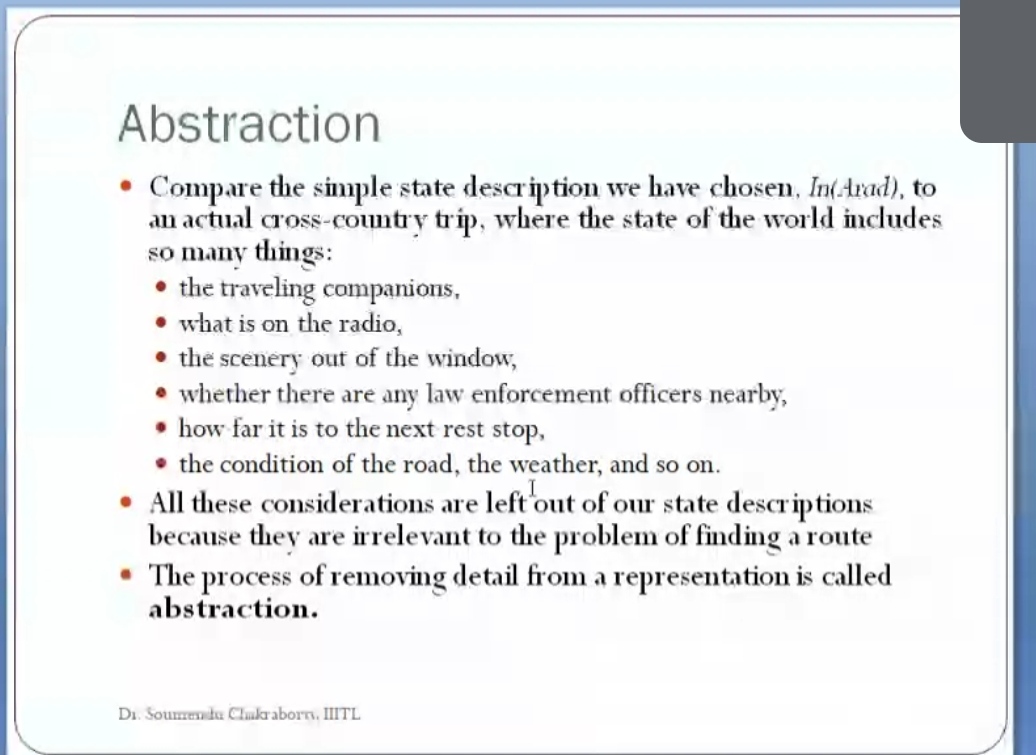 Abstraction
• Compare the simple state description we have chosen, In(Arad), to
an actual cross-country trip, where the state of the world includes
so many things:
• the traveling companions,
• what is on the radio,
• the scenery out of the window,
• whether there are any law enforcement officers nearby,
• how far it is to the next rest stop,
• the condition of the road, the weather, and so on.
• All these considerations are left out of our state descriptions
because they are irrelevant to the problem of finding a route
• The process of removing detail from a representation is called
abstraction.
Dr. Soumendu Chakraborty, IIITL